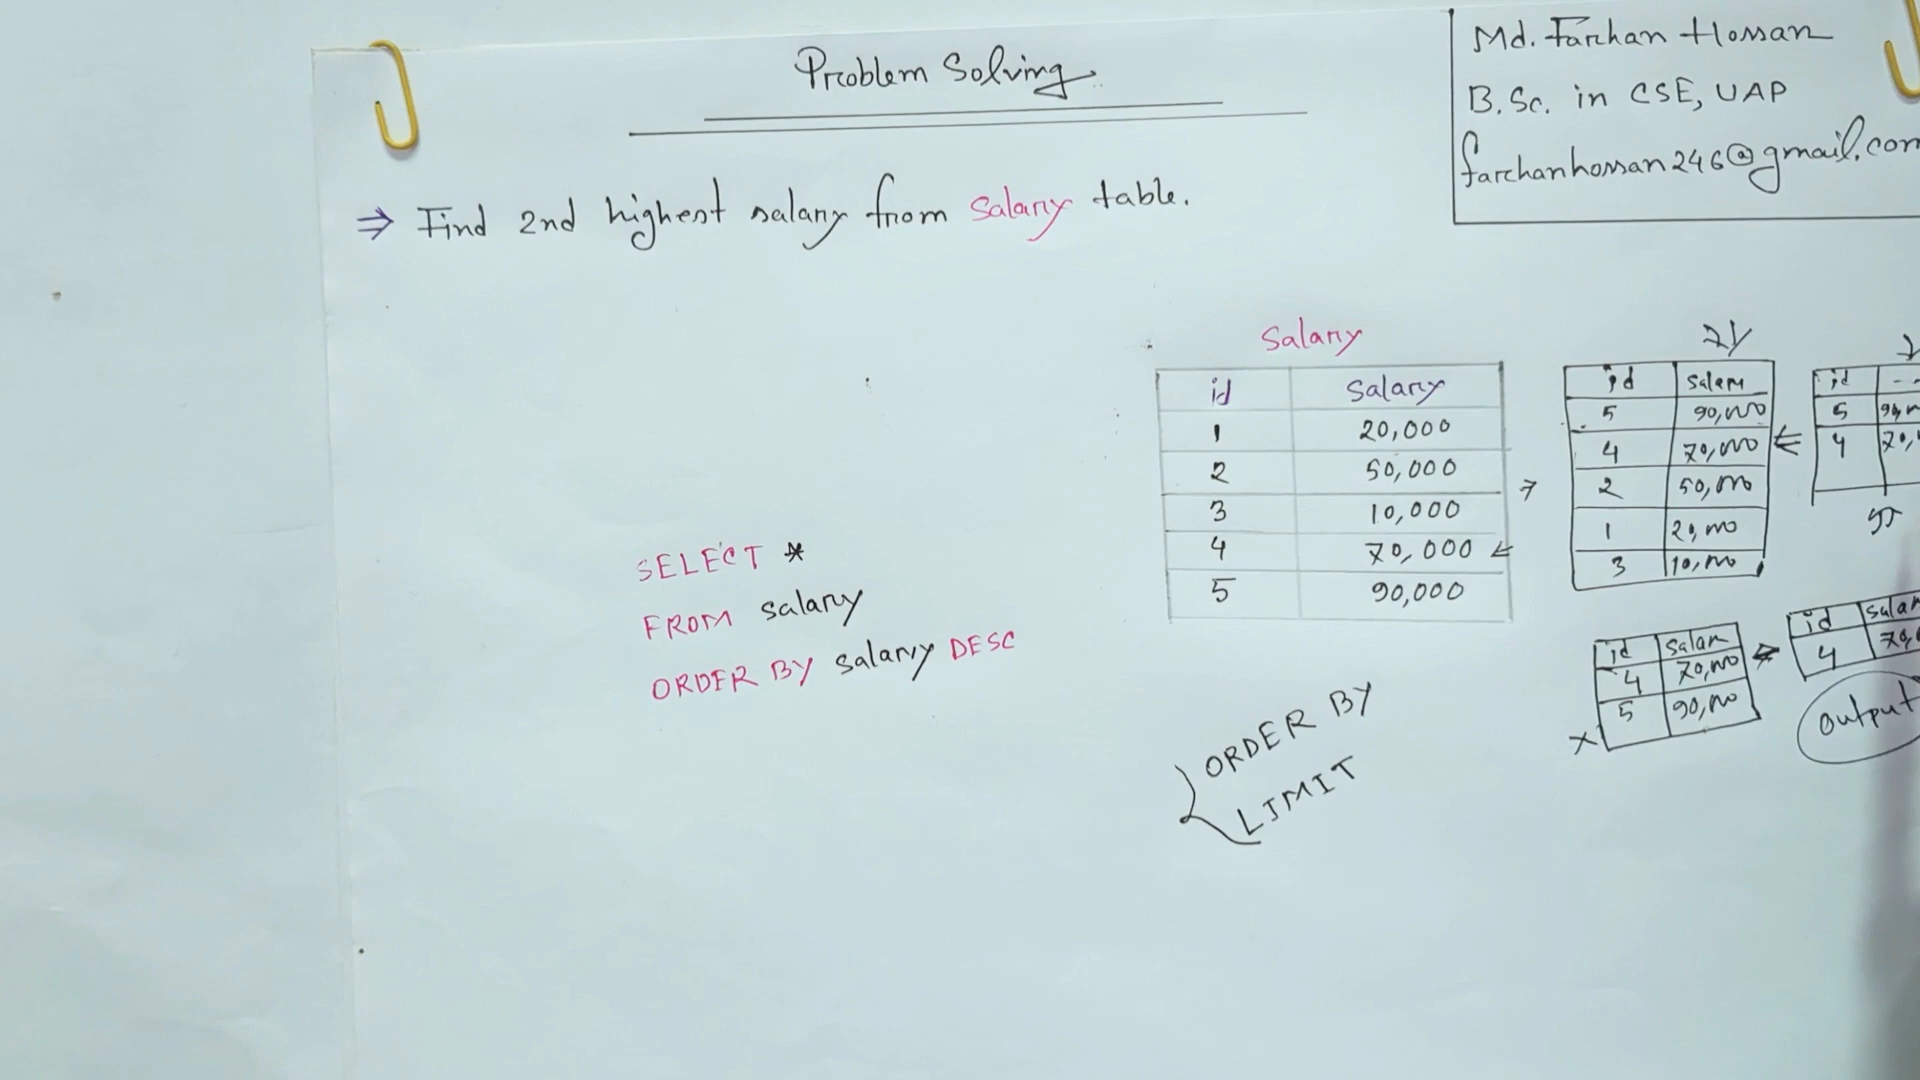 Problem Solving
Md. Farhan Hossan
B.Sc. in CSE, UAP
farhanhossan246@gmail.com
⇒ Find 2nd highest salary from Salary table.
Salary
id salary
1 20,000
2 50,000
3 10,000
4 70,000
5 90,000
id salary
5 90,000
4 70,000
2 50,000
1 20,000
3 10,000
id --
5
4
SELECT *
FROM salary
ORDER BY salary DESC
id salary
4 70,000
5 90,000
id
4
Output
ORDER BY
LIMIT